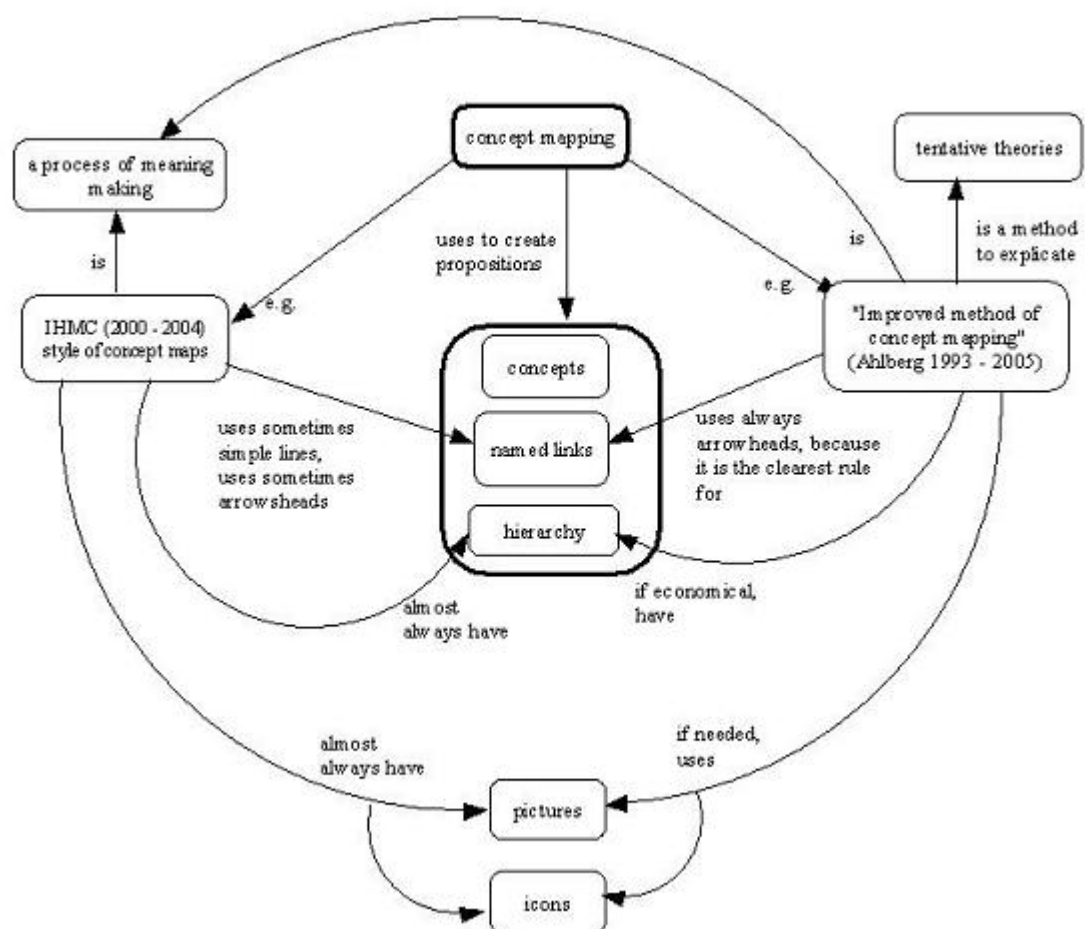 concept mapping
tentative theories
a process of meaning
making
uses to create
propositions
is
is a method
to explicate
is
e.g.
e.g.
IHMC (2000 - 2004)
style of concept maps
"Improved method of
concept mapping"
(Ahlberg 1993 - 2005)
concepts
uses sometimes
simple lines,
uses sometimes
arrowsheads
named links
uses always
arrowheads, because
it is the clearest rule
for
hierarchy
almost
always have
if economical,
have
almost
always have
if needed,
uses
pictures
icons